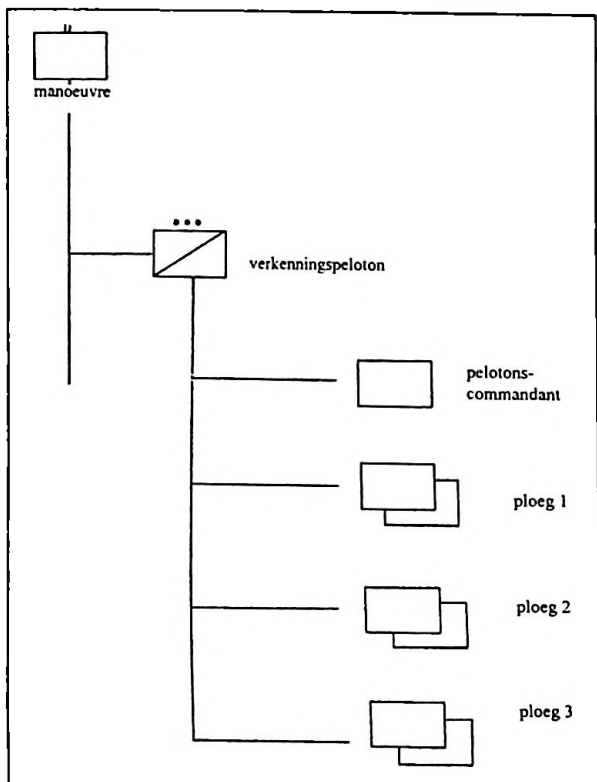 manoeuvre
verkenningspeloton
pelotons-
commandant
ploeg 1
ploeg 2
ploeg 3